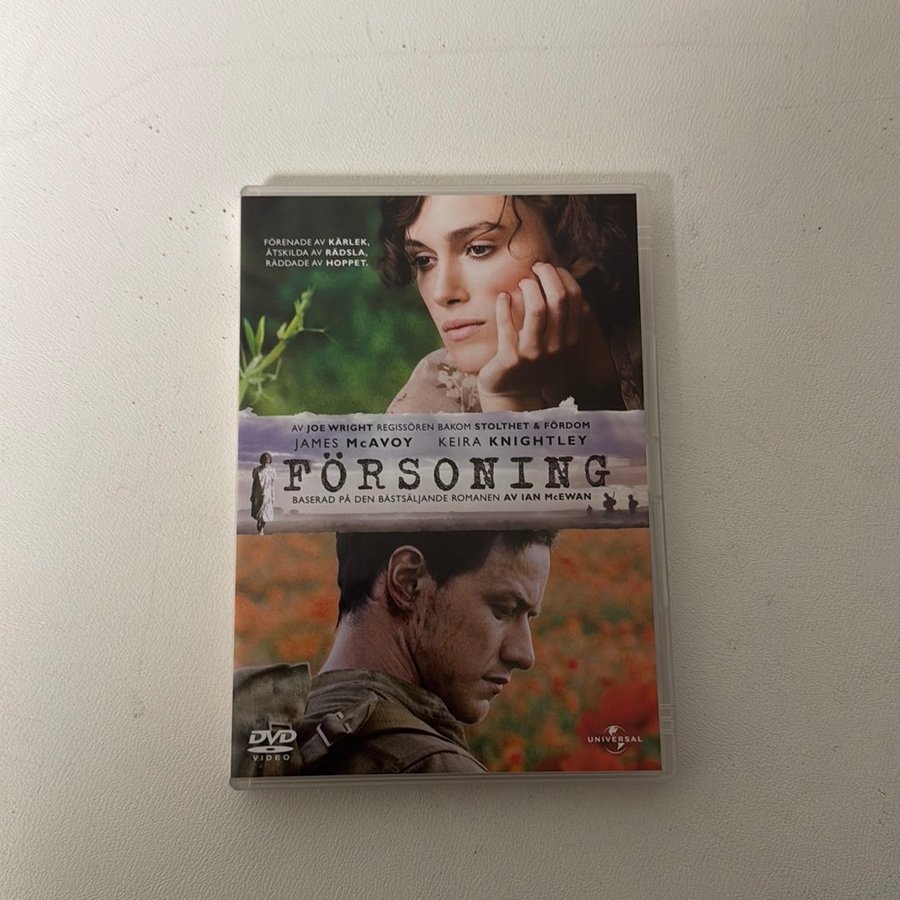 FÖRENADE AV KÄRLEK,
ÅTSKILDA AV RÄDSLA,
RÄDDADE AV HOPPET.
AV JOE WRIGHT REGISSÖREN BAKOM STOLTHET & FÖRDOM
JAMES McAVOY KEIRA KNIGHTLEY
FÖRSONING
BASERAD PÅ DEN BÄSTSÄLJANDE ROMANEN AV IAN McEWAN
DVD
VIDEO
UNIVERSAL